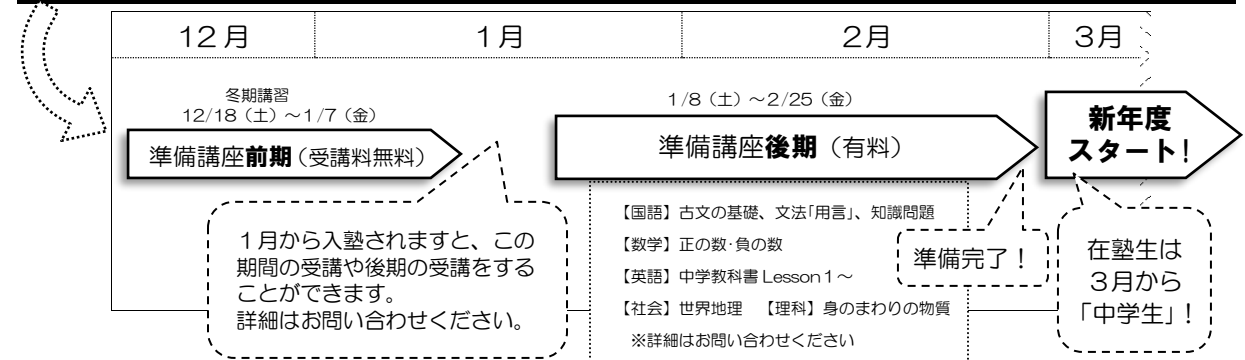 12月 1月 2月 3月
冬期講習
12/18（土）～1/7（金）
準備講座前期（受講料無料）
1/8（土）～2/25（金）
準備講座後期（有料）
新年度
スタート！
1月から入塾されますと、この
期間の受講や後期の受講をする
ことができます。
詳細はお問い合わせください。
【国語】古文の基礎、文法「用言」、知識問題
【数学】正の数・負の数
【英語】中学教科書 Lesson１～
【社会】世界地理　【理科】身のまわりの物質
※詳細はお問い合わせください
準備完了！
在塾生は
3月から
「中学生」！